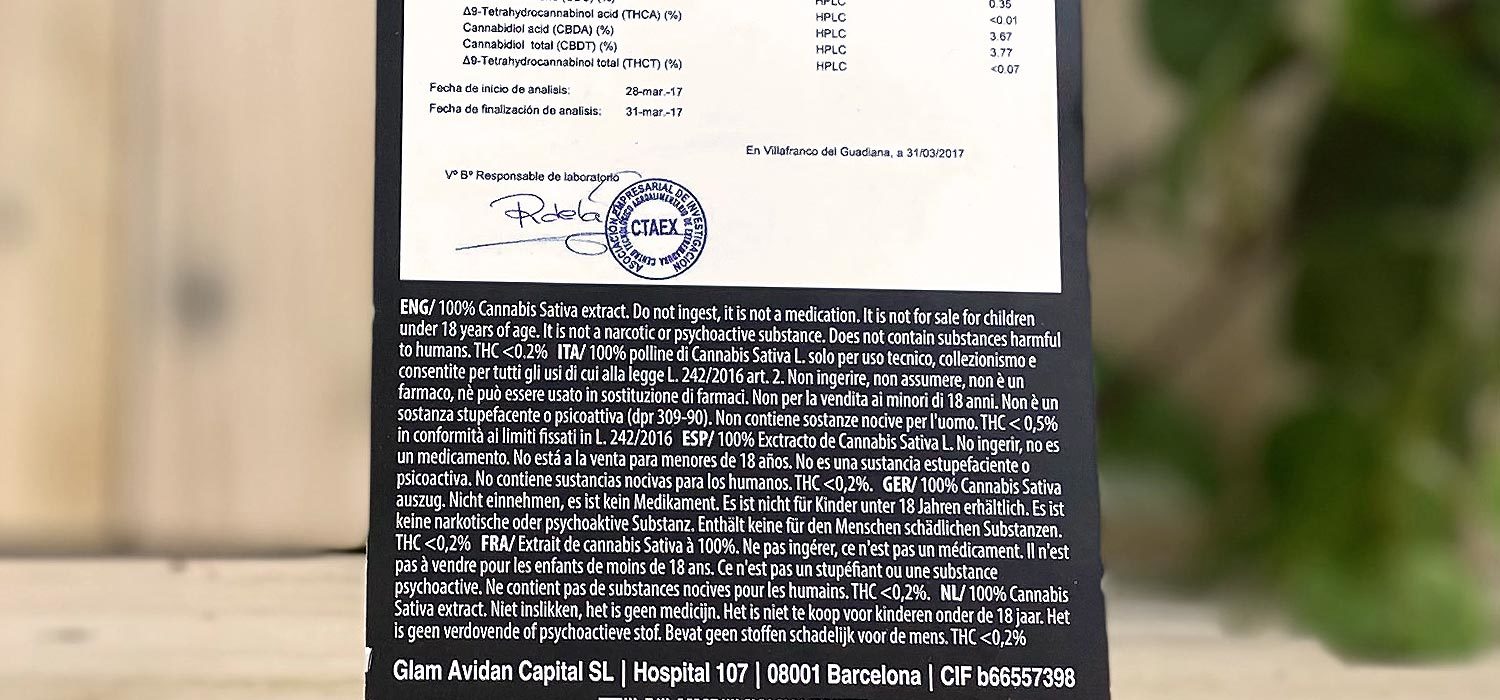 HPLC 0.35
Δ9-Tetrahydrocannabinol acid (THCA) (%) HPLC <0.01
Cannabidiol acid (CBDA) (%) HPLC 3.67
Cannabidiol total (CBDT) (%) HPLC 3.77
Δ9-Tetrahydrocannabinol total (THCT) (%) HPLC <0.07
Fecha de inicio de analisis: 28-mar.-17
Fecha de finalización de analisis: 31-mar.-17
En Villafranco del Guadiana, a 31/03/2017
Vº Bº Responsable de laboratorio
ASOCIACION EMPRESARIAL DE INVESTIGACION
CENTRO TECNOLOGICO AGROALIMENTARIO DE EXTREMADURA
CTAEX
ENG/ 100% Cannabis Sativa extract. Do not ingest, it is not a medication. It is not for sale for children
under 18 years of age. It is not a narcotic or psychoactive substance. Does not contain substances harmful
to humans. THC <0.2% ITA/ 100% polline di Cannabis Sativa L. solo per uso tecnico, collezionismo e
consentite per tutti gli usi di cui alla legge L. 242/2016 art. 2. Non ingerire, non assumere, non è un
farmaco, nè può essere usato in sostituzione di farmaci. Non per la vendita ai minori di 18 anni. Non è un
sostanza stupefacente o psicoattiva (dpr 309-90). Non contiene sostanze nocive per l'uomo. THC < 0,5%
in conformità ai limiti fissati in L. 242/2016 ESP/ 100% Exctracto de Cannabis Sativa L. No ingerir, no es
un medicamento. No está a la venta para menores de 18 años. No es una sustancia estupefaciente o
psicoactiva. No contiene sustancias nocivas para los humanos. THC <0,2%. GER/ 100% Cannabis Sativa
auszug. Nicht einnehmen, es ist kein Medikament. Es ist nicht für Kinder unter 18 Jahren erhältlich. Es ist
keine narkotische oder psychoaktive Substanz. Enthält keine für den Menschen schädlichen Substanzen.
THC <0,2% FRA/ Extrait de cannabis Sativa à 100%. Ne pas ingérer, ce n'est pas un médicament. Il n'est
pas à vendre pour les enfants de moins de 18 ans. Ce n'est pas un stupéfiant ou une substance
psychoactive. Ne contient pas de substances nocives pour les humains. THC <0,2%. NL/ 100% Cannabis
Sativa extract. Niet inslikken, het is geen medicijn. Het is niet te koop voor kinderen onder de 18 jaar. Het
is geen verdovende of psychoactieve stof. Bevat geen stoffen schadelijk voor de mens. THC <0,2%
Glam Avidan Capital SL | Hospital 107 | 08001 Barcelona | CIF b66557398